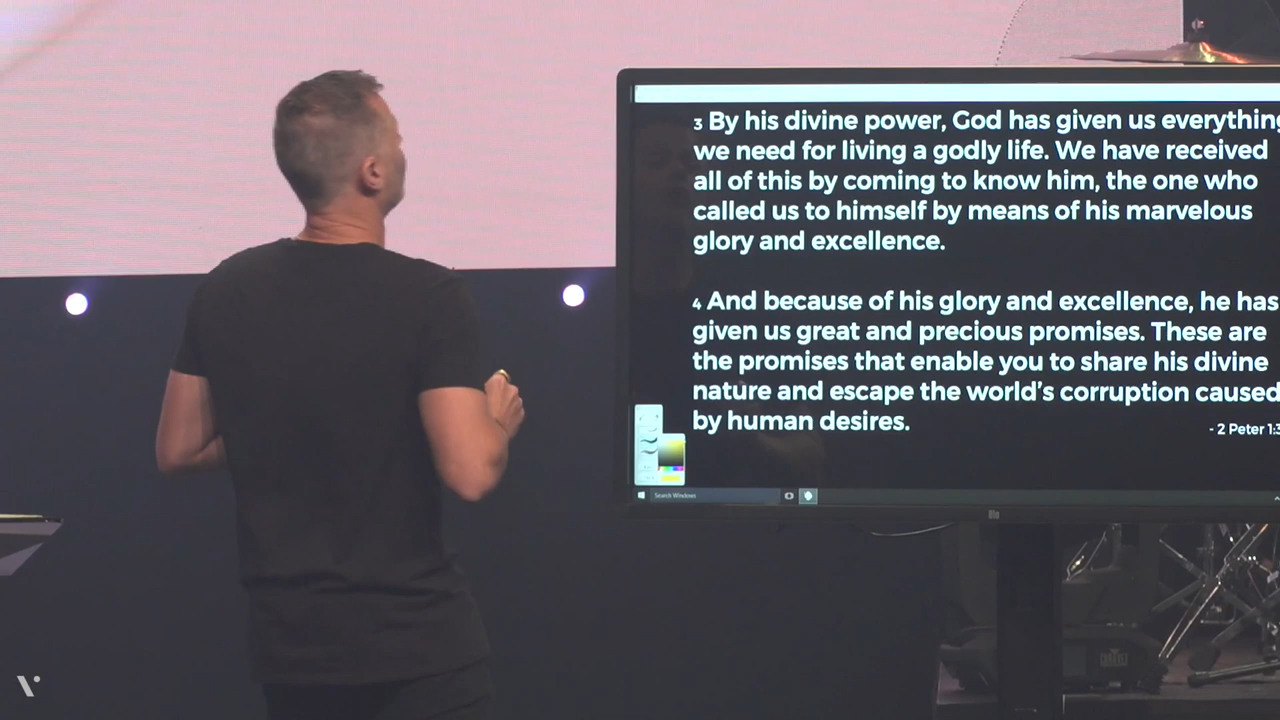 3 By his divine power, God has given us everything
we need for living a godly life. We have received
all of this by coming to know him, the one who
called us to himself by means of his marvelous
glory and excellence.
4 And because of his glory and excellence, he has
given us great and precious promises. These are
the promises that enable you to share his divine
nature and escape the world’s corruption caused
by human desires.
- 2 Peter 1:3
Search Windows
elo
CHAUVET